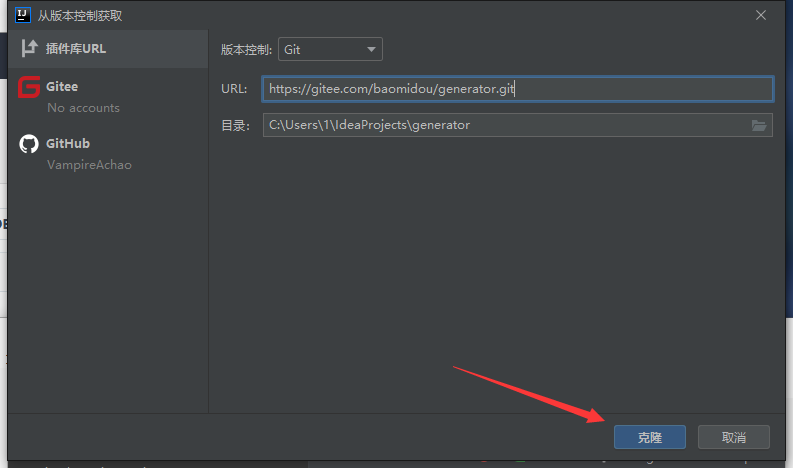 从版本控制获取
插件库URL
Gitee
No accounts
GitHub
VampireAchao
版本控制: Git
URL: https://gitee.com/baomidou/generator.git
目录: C:\Users\1\IdeaProjects\generator
克隆 取消